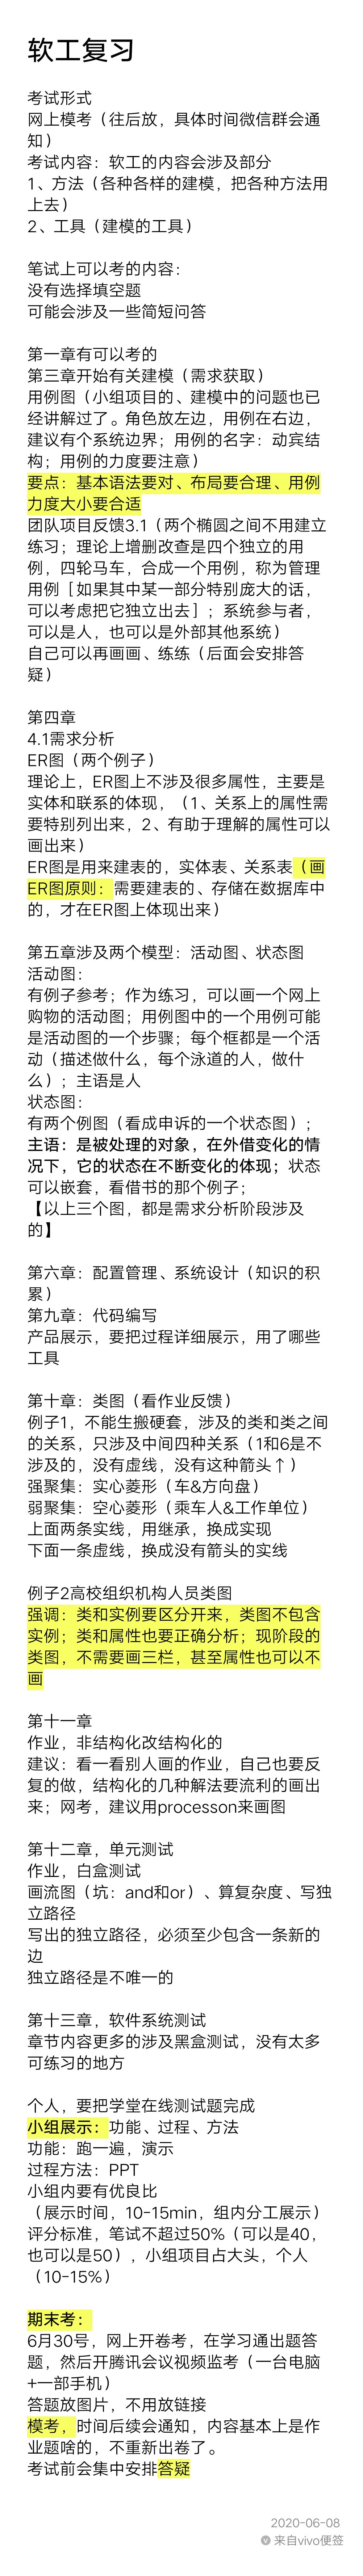 软工复习
考试形式
网上模考（往后放，具体时间微信群会通
知）
考试内容：软工的内容会涉及部分
1、方法（各种各样的建模，把各种方法用
上去）
2、工具（建模的工具）
笔试上可以考的内容：
没有选择填空题
可能会涉及一些简短问答
第一章有可以考的
第三章开始有关建模（需求获取）
用例图（小组项目的、建模中的问题也已
经讲解过了。角色放左边，用例在右边，
建议有个系统边界；用例的名字：动宾结
构；用例的力度要注意）
要点：基本语法要对、布局要合理、用例
力度大小要合适
团队项目反馈3.1（两个椭圆之间不用建立
练习；理论上增删改查是四个独立的用
例，四轮马车，合成一个用例，称为管理
用例［如果其中某一部分特别庞大的话，
可以考虑把它独立出去］；系统参与者，
可以是人，也可以是外部其他系统）
自己可以再画画、练练（后面会安排答
疑）
第四章
4.1需求分析
ER图（两个例子）
理论上，ER图上不涉及很多属性，主要是
实体和联系的体现，（1、关系上的属性需
要特别列出来，2、有助于理解的属性可以
画出来）
ER图是用来建表的，实体表、关系表（画
ER图原则：需要建表的、存储在数据库中
的，才在ER图上体现出来）
第五章涉及两个模型：活动图、状态图
活动图：
有例子参考；作为练习，可以画一个网上
购物的活动图；用例图中的一个用例可能
是活动图的一个步骤；每个框都是一个活
动（描述做什么，每个泳道的人，做什
么）；主语是人
状态图：
有两个例图（看成申诉的一个状态图）；
主语：是被处理的对象，在外借变化的情
况下，它的状态在不断变化的体现；状态
可以嵌套，看借书的那个例子；
【以上三个图，都是需求分析阶段涉及
的】
第六章：配置管理、系统设计（知识的积
累）
第九章：代码编写
产品展示，要把过程详细展示，用了哪些
工具
第十章：类图（看作业反馈）
例子1，不能生搬硬套，涉及的类和类之间
的关系，只涉及中间四种关系（1和6是不
涉及的，没有虚线，没有这种箭头↑）
强聚集：实心菱形（车&方向盘）
弱聚集：空心菱形（乘车人&工作单位）
上面两条实线，用继承，换成实现
下面一条虚线，换成没有箭头的实线
例子2高校组织机构人员类图
强调：类和实例要区分开来，类图不包含
实例；类和属性也要正确分析；现阶段的
类图，不需要画三栏，甚至属性也可以不
画
第十一章
作业，非结构化改结构化的
建议：看一看别人画的作业，自己也要反
复的做，结构化的几种解法要流利的画出
来；网考，建议用processon来画图
第十二章，单元测试
作业，白盒测试
画流图（坑：and和or）、算复杂度、写独
立路径
写出的独立路径，必须至少包含一条新的
边
独立路径是不唯一的
第十三章，软件系统测试
章节内容更多的涉及黑盒测试，没有太多
可练习的地方
个人，要把学堂在线测试题完成
小组展示：功能、过程、方法
功能：跑一遍，演示
过程方法：PPT
小组内要有优良比
（展示时间，10-15min，组内分工展示）
评分标准，笔试不超过50%（可以是40，
也可以是50），小组项目占大头，个人
（10-15%）
期末考：
6月30号，网上开卷考，在学习通出题答
题，然后开腾讯会议视频监考（一台电脑
+一部手机）
答题放图片，不用放链接
模考，时间后续会通知，内容基本上是作
业题啥的，不重新出卷了。
考试前会集中安排答疑
2020-06-08
来自vivo便签